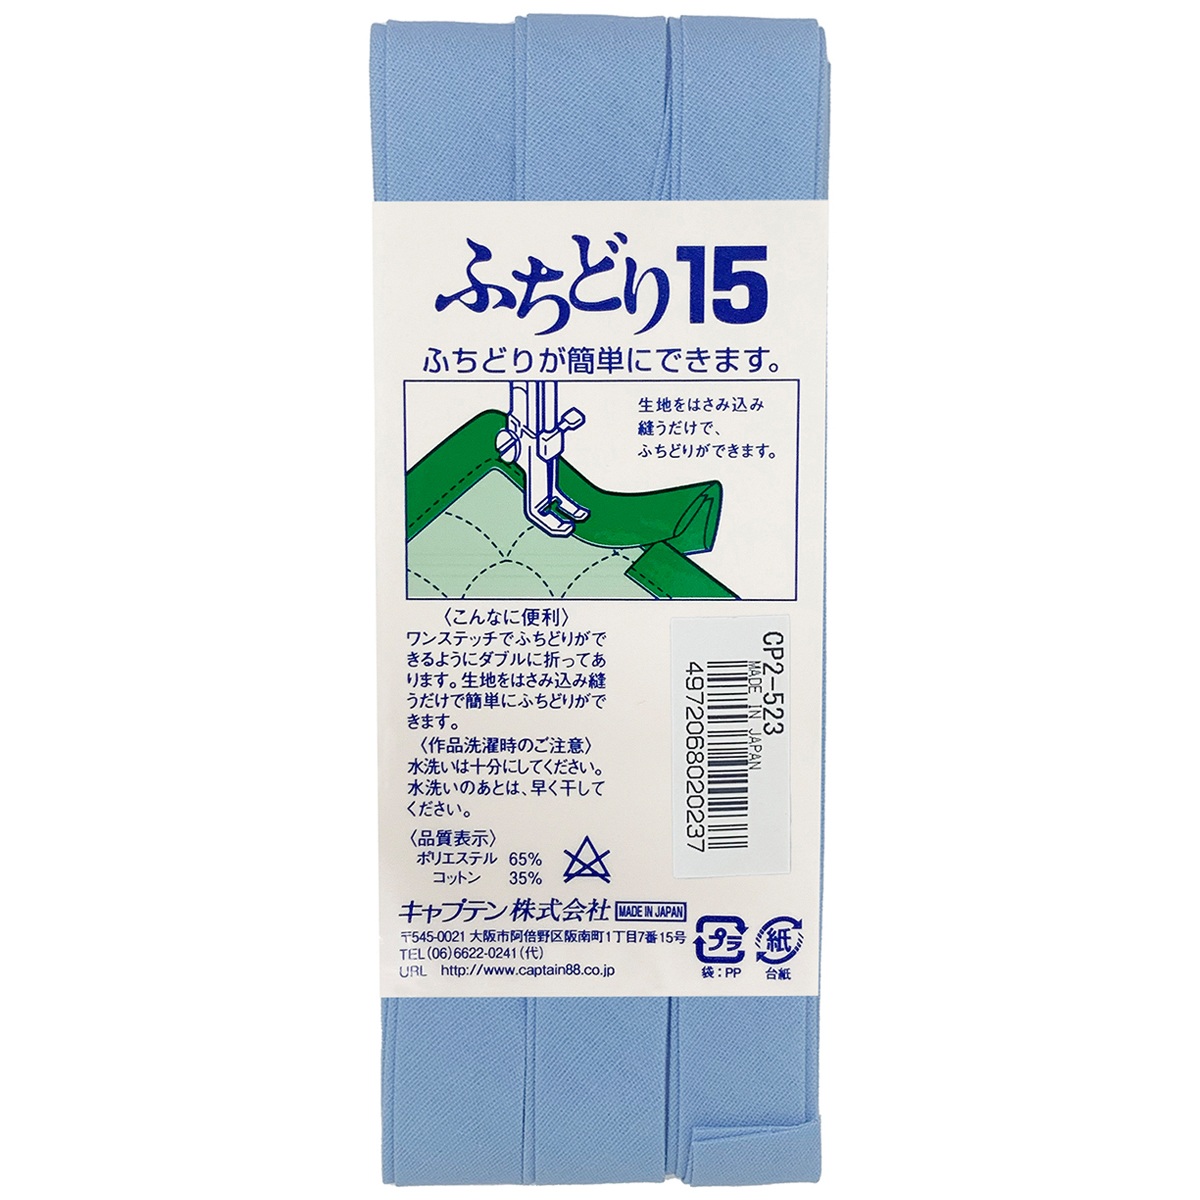 ふちどり15
ふちどりが簡単にできます。
生地をはさみ込み
縫うだけで、
ふちどりができます。
〈こんなに便利〉
ワンステッチでふちどりがで
きるようにダブルに折ってあ
ります。生地をはさみ込み縫
うだけで簡単にふちどりがで
きます。
〈作品洗濯時のご注意〉
水洗いは十分にしてください。
水洗いのあとは、早く干して
ください。
〈品質表示〉
ポリエステル 65%
コットン 35%
CP2-523
MADE IN JAPAN
4972068020237
キャプテン株式会社 MADE IN JAPAN
〒545-0021 大阪市阿倍野区阪南町1丁目7番15号
TEL(06)6622-0241(代)
URL http://www.captain88.co.jp
プラ
袋:PP
紙
台紙